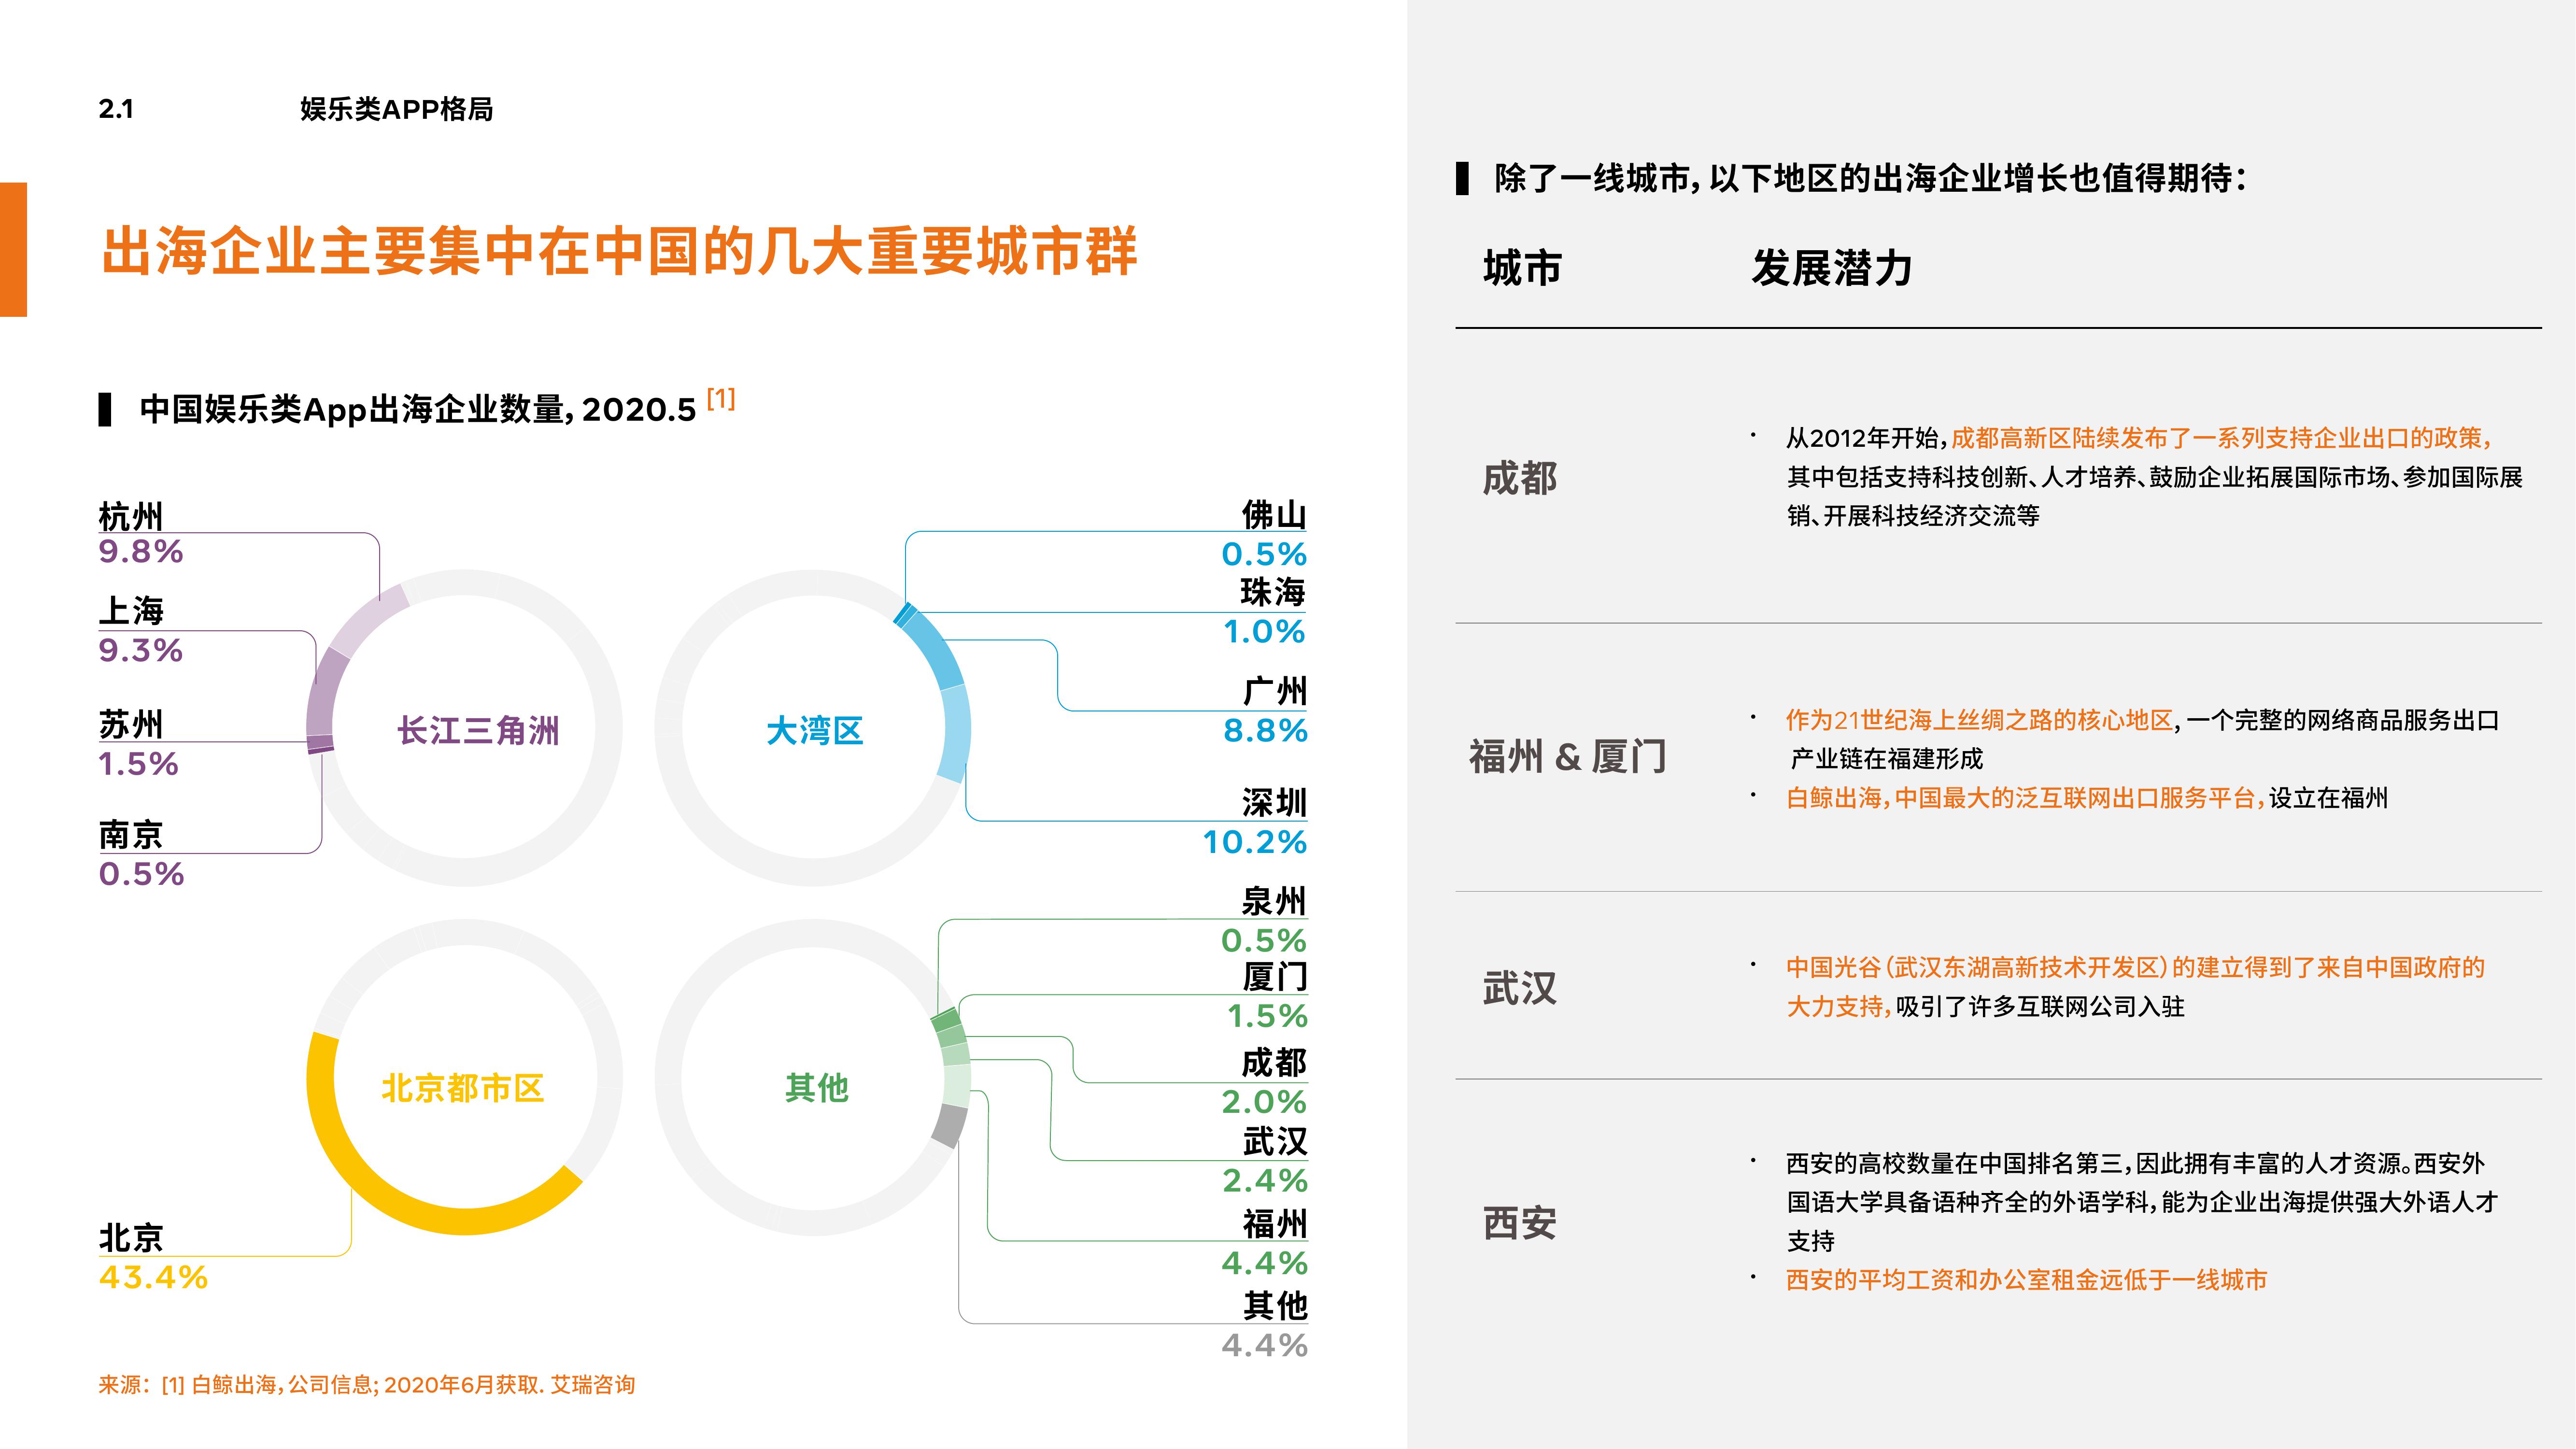 2.1 娱乐类APP格局
出海企业主要集中在中国的几大重要城市群
中国娱乐类App出海企业数量, 2020.5 [1]
杭州
9.8%
上海
9.3%
苏州
1.5%
南京
0.5%
长江三角洲
大湾区
佛山
0.5%
珠海
1.0%
广州
8.8%
深圳
10.2%
北京都市区
北京
43.4%
其他
泉州
0.5%
厦门
1.5%
成都
2.0%
武汉
2.4%
福州
4.4%
其他
4.4%
来源：[1] 白鲸出海, 公司信息; 2020年6月获取. 艾瑞咨询
除了一线城市, 以下地区的出海企业增长也值得期待：
城市 发展潜力
成都
· 从2012年开始, 成都高新区陆续发布了一系列支持企业出口的政策,
其中包括支持科技创新、人才培养、鼓励企业拓展国际市场、参加国际展
销、开展科技经济交流等
福州 & 厦门
· 作为21世纪海上丝绸之路的核心地区, 一个完整的网络商品服务出口
产业链在福建形成
· 白鲸出海, 中国最大的泛互联网出口服务平台, 设立在福州
武汉
· 中国光谷（武汉东湖高新技术开发区）的建立得到了来自中国政府的
大力支持, 吸引了许多互联网公司入驻
西安
· 西安的高校数量在中国排名第三, 因此拥有丰富的人才资源。西安外
国语大学具备语种齐全的外语学科, 能为企业出海提供强大外语人才
支持
· 西安的平均工资和办公室租金远低于一线城市